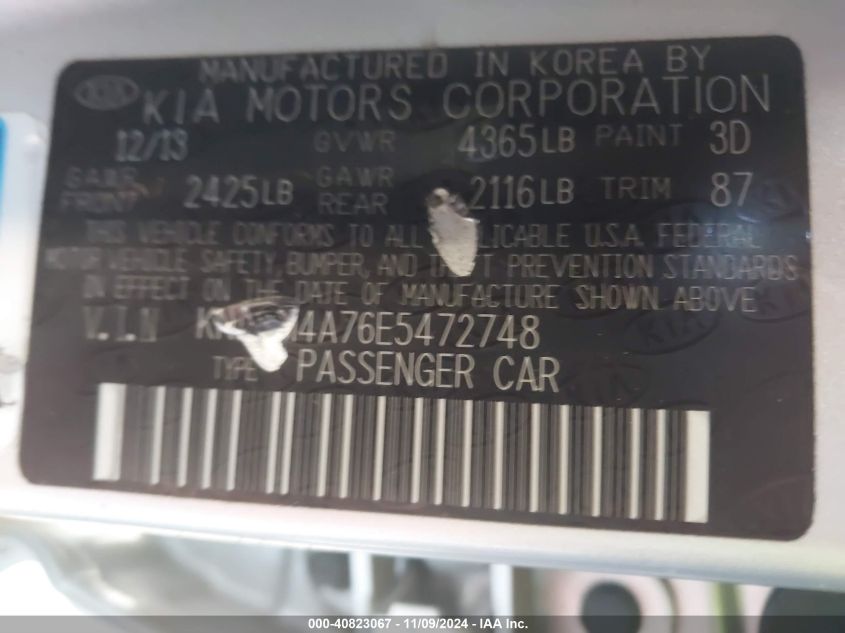 MANUFACTURED IN KOREA BY
KIA KIA MOTORS CORPORATION
12/13 GVWR 4365LB PAINT 3D
GAWR FRONT 2425LB GAWR REAR 2116LB TRIM 87
THIS VEHICLE CONFORMS TO ALL U.S.A. FEDERAL
MOTOR VEHICLE SAFETY, BUMPER, AND PREVENTION STANDARDS
IN EFFECT ON THE DATE OF MANUFACTURE SHOWN ABOVE
V.I.N 4A76E5472748
TYPE PASSENGER CAR
000-40823067 - 11/09/2024 - IAA Inc.